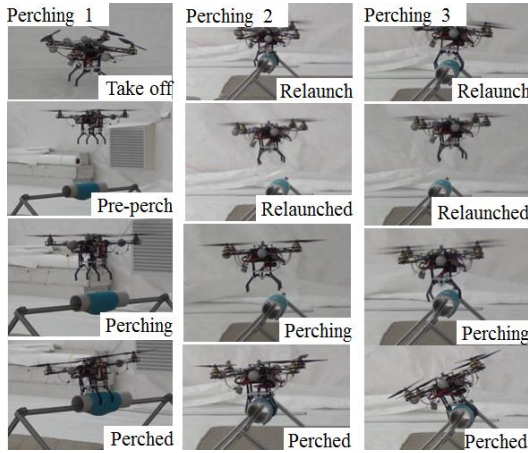 Perching 1
Perching 2
Perching 3
Take off
Relaunch
Relaunch
Pre-perch
Relaunched
Relaunched
Perching
Perching
Perching
Perched
Perched
Perched